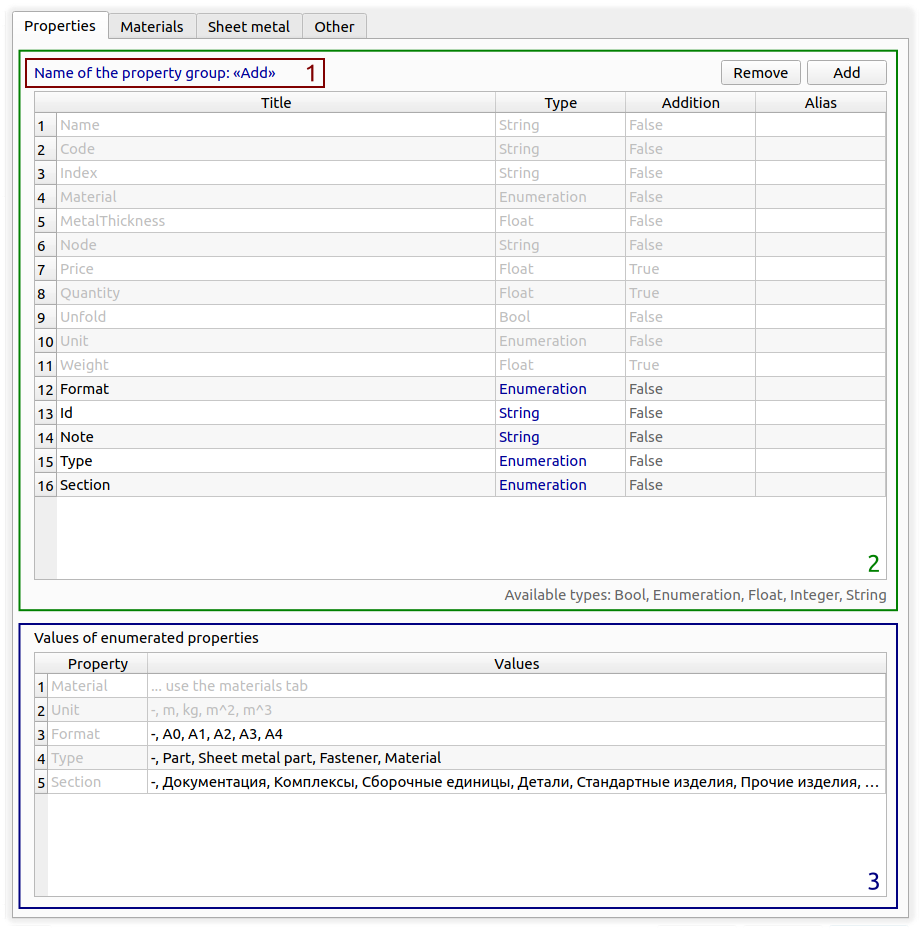 Properties Materials Sheet metal Other
Name of the property group: «Add» 1 Remove Add
Title Type Addition Alias
1 Name String False
2 Code String False
3 Index String False
4 Material Enumeration False
5 MetalThickness Float False
6 Node String False
7 Price Float True
8 Quantity Float True
9 Unfold Bool False
10 Unit Enumeration False
11 Weight Float True
12 Format Enumeration False
13 Id String False
14 Note String False
15 Type Enumeration False
16 Section Enumeration False
2
Available types: Bool, Enumeration, Float, Integer, String
Values of enumerated properties
Property Values
1 Material ... use the materials tab
2 Unit -, m, kg, m^2, m^3
3 Format -, A0, A1, A2, A3, A4
4 Type -, Part, Sheet metal part, Fastener, Material
5 Section -, Документация, Комплексы, Сборочные единицы, Детали, Стандартные изделия, Прочие изделия, ...
3